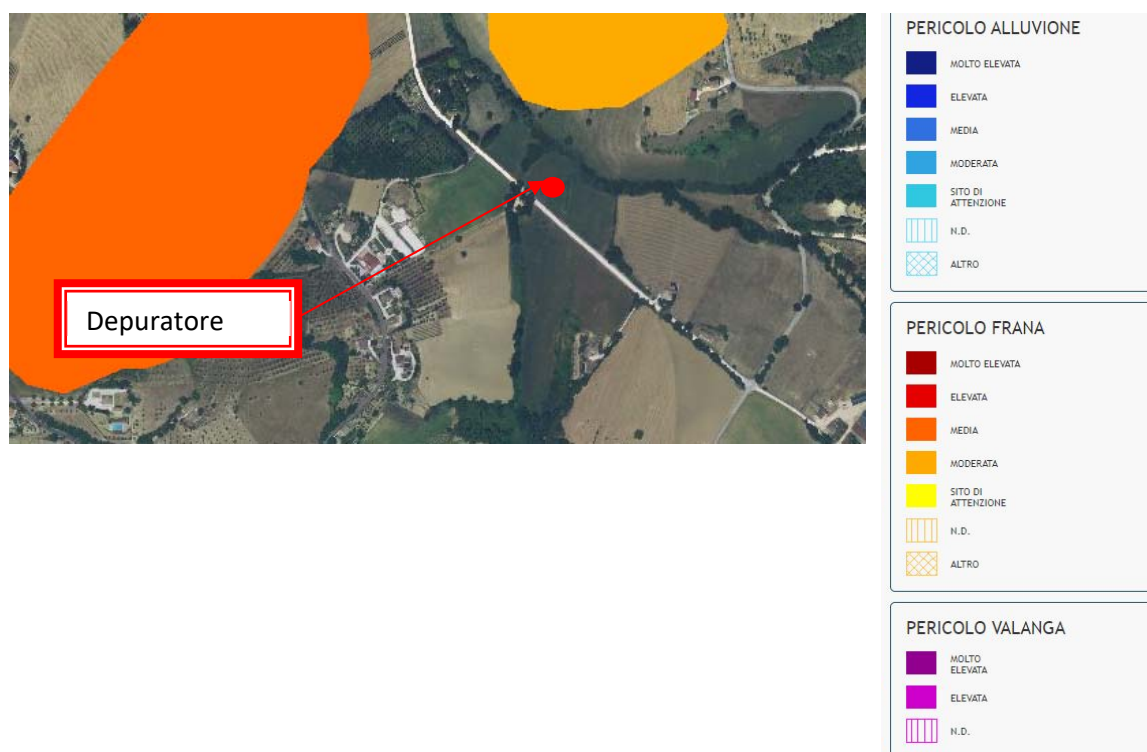 Depuratore
PERICOLO ALLUVIONE
MOLTO ELEVATA
ELEVATA
MEDIA
MODERATA
SITO DI
ATTENZIONE
N.D.
ALTRO
PERICOLO FRANA
MOLTO ELEVATA
ELEVATA
MEDIA
MODERATA
SITO DI
ATTENZIONE
N.D.
ALTRO
PERICOLO VALANGA
MOLTO
ELEVATA
ELEVATA
N.D.